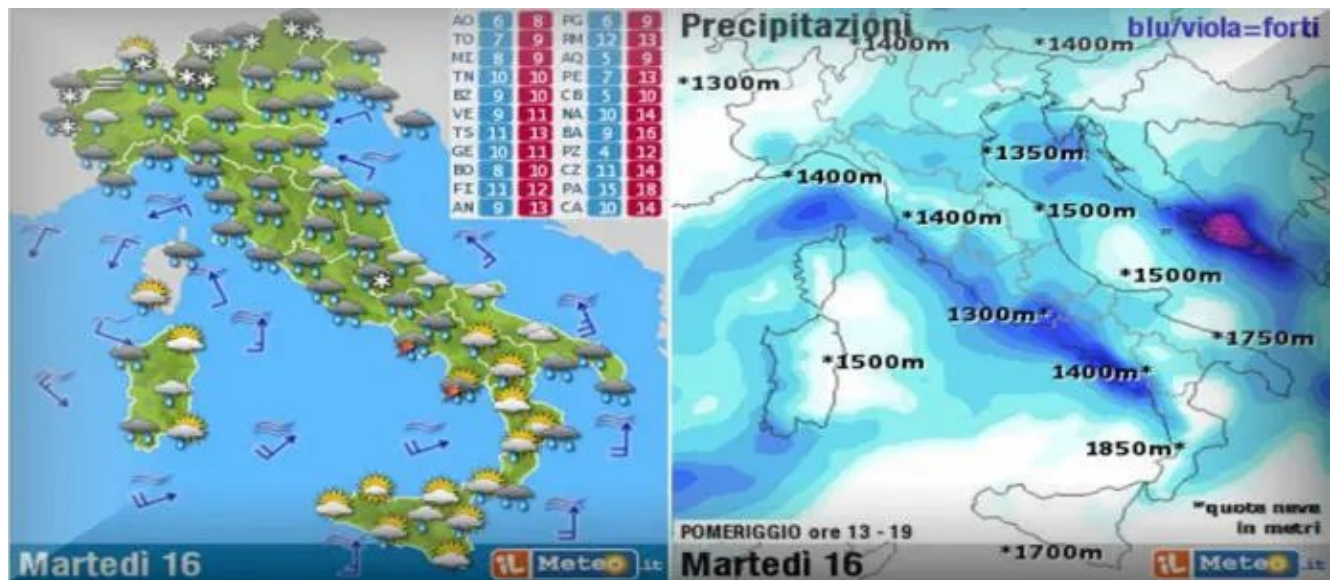 AO 6 8 PG 6 9
TO 7 9 RM 12 13
MI 8 9 AQ 5 9
TN 10 10 PE 7 13
BZ 9 10 CB 5 10
VE 9 11 NA 10 14
TS 11 13 BA 9 16
GE 10 11 PZ 4 12
BO 8 10 CZ 11 14
FI 11 12 PA 15 18
AN 9 13 CA 10 14
Martedì 16
iL Meteo.it
Precipitazioni
blu/viola=forti
*1400m
*1400m
*1300m
*1350m
*1400m
*1400m
*1500m
*1500m
1300m*
*1750m
*1500m
1400m*
1850m*
*quote neve
in metri
POMERIGGIO ore 13 - 19
*1700m
Martedì 16
iL Meteo.it